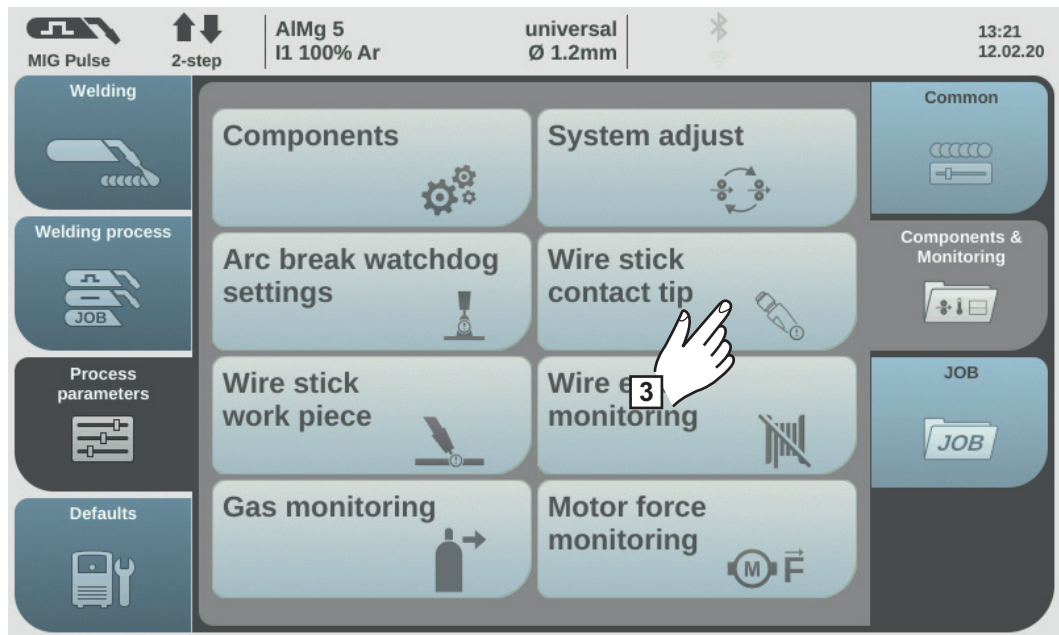 MIG Pulse
2-step
AlMg 5
I1 100% Ar
universal
Ø 1.2mm
13:21
12.02.20
Welding
Welding process
JOB
Process
parameters
Defaults
Components
System adjust
Arc break watchdog
settings
Wire stick
contact tip
3
Wire stick
work piece
Wire
monitoring
Gas monitoring
Motor force
monitoring
M F
Common
Components &
Monitoring
JOB
JOB